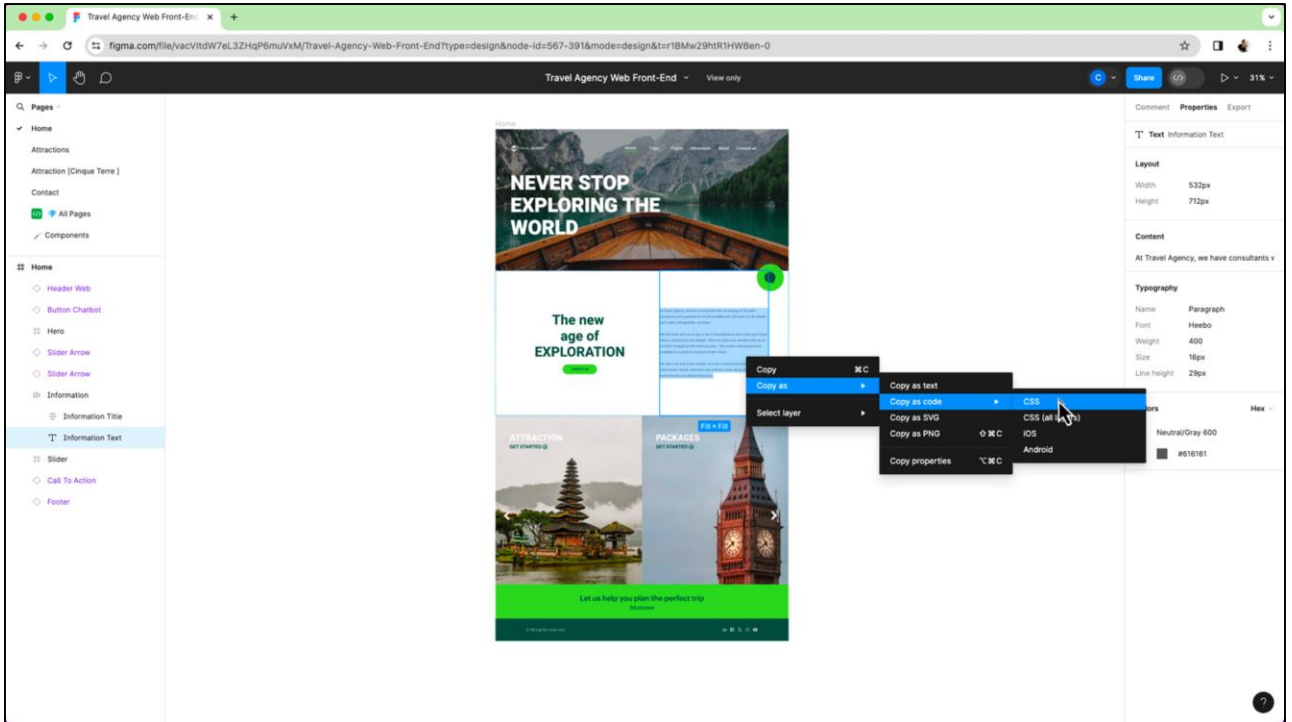 Travel Agency Web Front-En
figma.com/file/vacVItdW7eL3ZHqP6muVxM/Travel-Agency-Web-Front-End?type=design&node-id=567-391&mode=design&t=r1BMw29htR1HWBen-0
Travel Agency Web Front-End View only
C Share 31%
Pages
Home
Attractions
Attraction [Cinque Terre ]
Contact
All Pages
Components
Home
Header Web
Button Chatbot
Hero
Slider Arrow
Slider Arrow
Information
Information Title
Information Text
Slider
Call To Action
Footer
Home
NEVER STOP
EXPLORING THE
WORLD
The new
age of
EXPLORATION
Fill × Fill
ATTRACTION
GET STARTED
PACKAGES
GET STARTED
Let us help you plan the perfect trip
Copy ⌘C
Copy as
Select layer
Copy as text
Copy as code
Copy as SVG
Copy as PNG ⇧⌘C
Copy properties ⌥⌘C
CSS
CSS (all l s)
iOS
Android
Comment Properties Export
T Text Information Text
Layout
Width 532px
Height 712px
Content
At Travel Agency, we have consultants v
Typography
Name Paragraph
Font Heebo
Weight 400
Size 16px
Line height 29px
ors Hex
Neutral/Gray 600
#616161
?